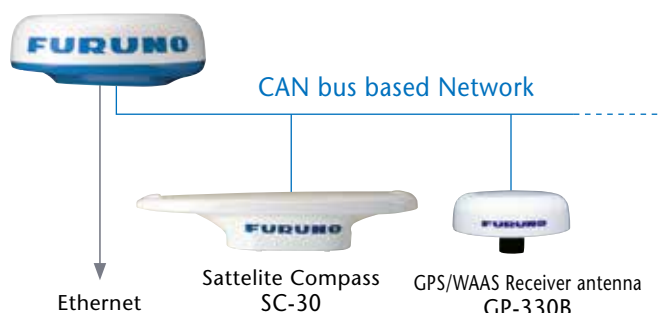 FURUNO
CAN bus based Network
FURUNO
FURUNO
Sattelite Compass
SC-30
GPS/WAAS Receiver antenna
GP-330B
Ethernet